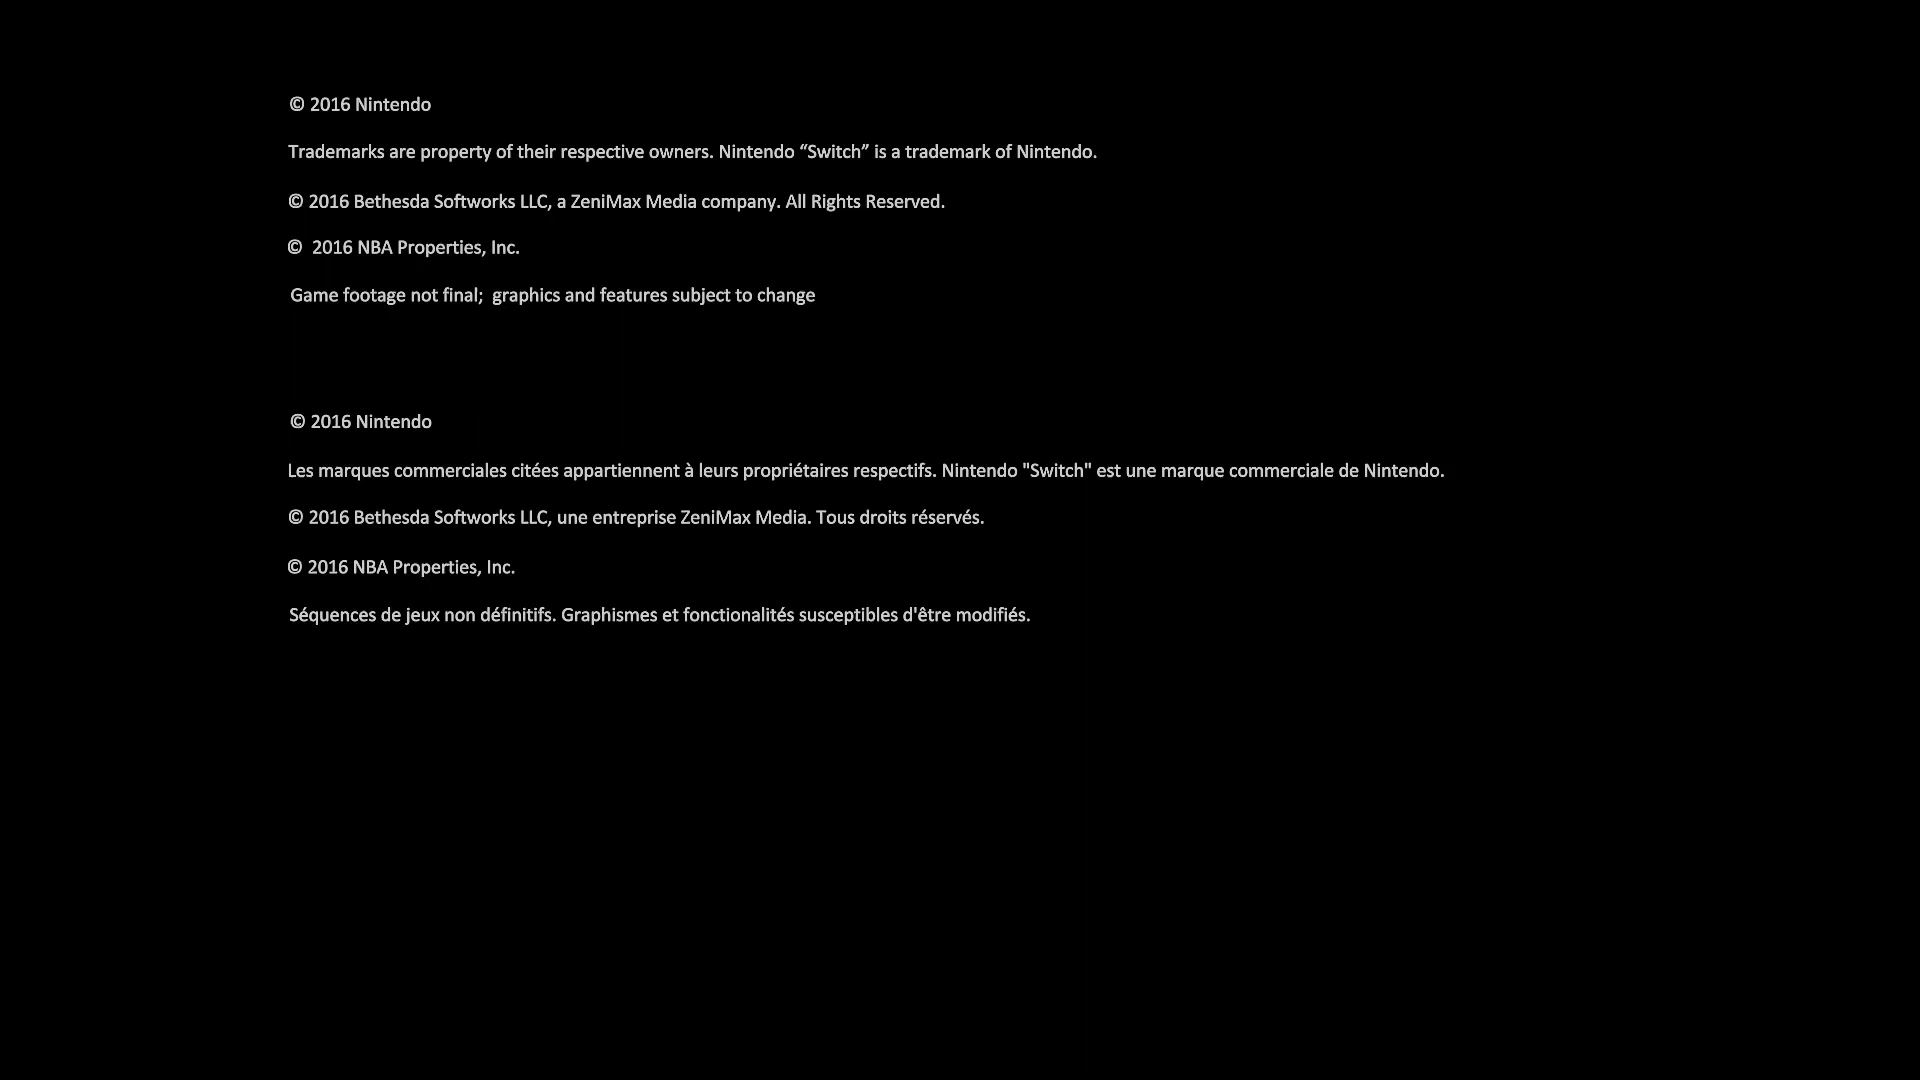 © 2016 Nintendo
Trademarks are property of their respective owners. Nintendo “Switch” is a trademark of Nintendo.
© 2016 Bethesda Softworks LLC, a ZeniMax Media company. All Rights Reserved.
©  2016 NBA Properties, Inc.
Game footage not final;  graphics and features subject to change
© 2016 Nintendo
Les marques commerciales citées appartiennent à leurs propriétaires respectifs. Nintendo "Switch" est une marque commerciale de Nintendo.
© 2016 Bethesda Softworks LLC, une entreprise ZeniMax Media. Tous droits réservés.
© 2016 NBA Properties, Inc.
Séquences de jeux non définitifs. Graphismes et fonctionalités susceptibles d'être modifiés.